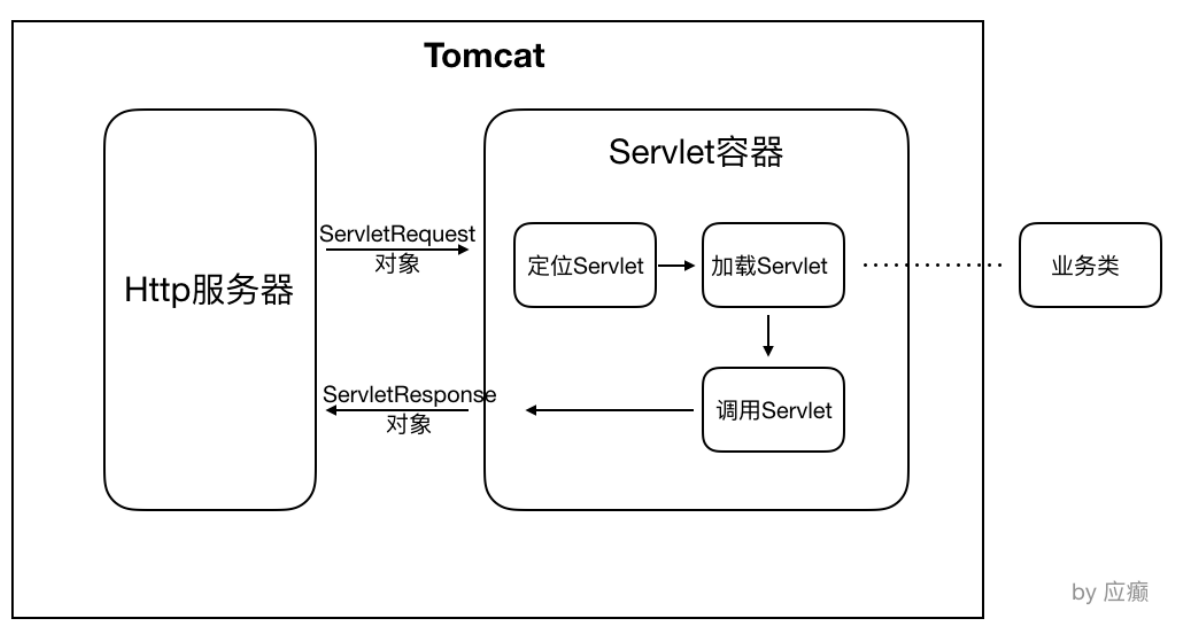 Tomcat
Servlet容器
ServletRequest
对象
Http服务器
定位Servlet
加载Servlet
业务类
ServletResponse
对象
调用Servlet
by 应癫